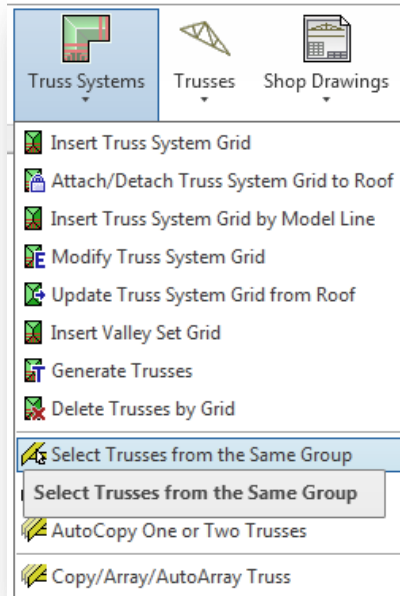 Truss Systems
Trusses
Shop Drawings
Insert Truss System Grid
Attach/Detach Truss System Grid to Roof
Insert Truss System Grid by Model Line
Modify Truss System Grid
Update Truss System Grid from Roof
Insert Valley Set Grid
Generate Trusses
Delete Trusses by Grid
Select Trusses from the Same Group
Select Trusses from the Same Group
AutoCopy One or Two Trusses
Copy/Array/AutoArray Truss